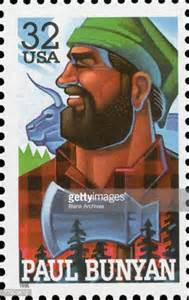 32
USA
gettyimages
Blank Archives
PAUL BUNYAN